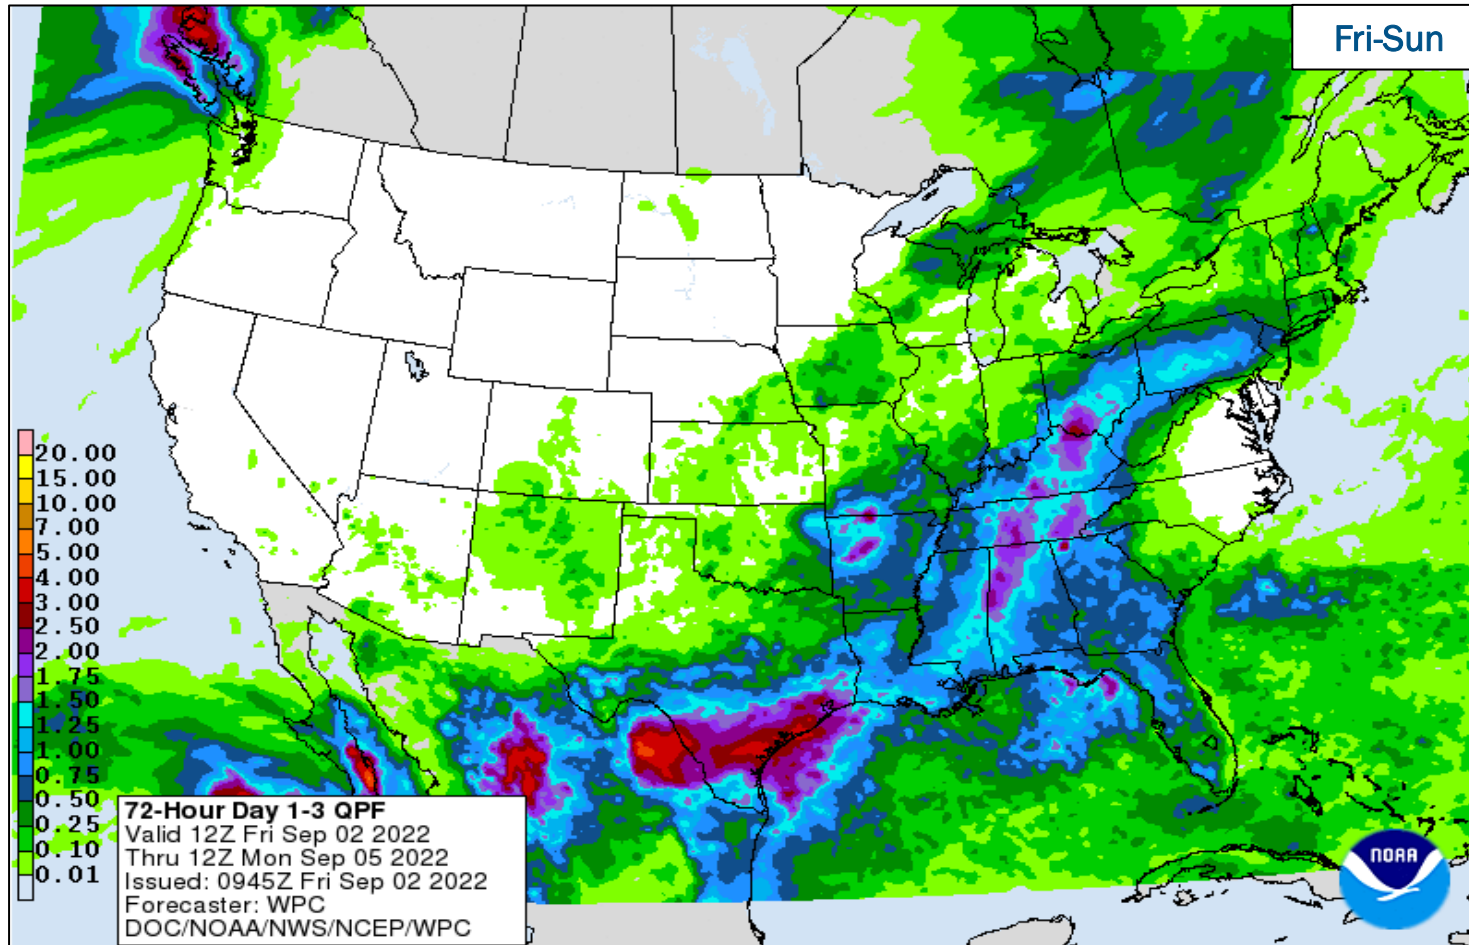 Fri-Sun
20.00
15.00
10.00
7.00
5.00
4.00
3.00
2.50
2.00
1.75
1.50
1.25
1.00
0.75
0.50
0.25
0.10
0.01
72-Hour Day 1-3 QPF
Valid 12Z Fri Sep 02 2022
Thru 12Z Mon Sep 05 2022
Issued: 0945Z Fri Sep 02 2022
Forecaster: WPC
DOC/NOAA/NWS/NCEP/WPC
NOAA